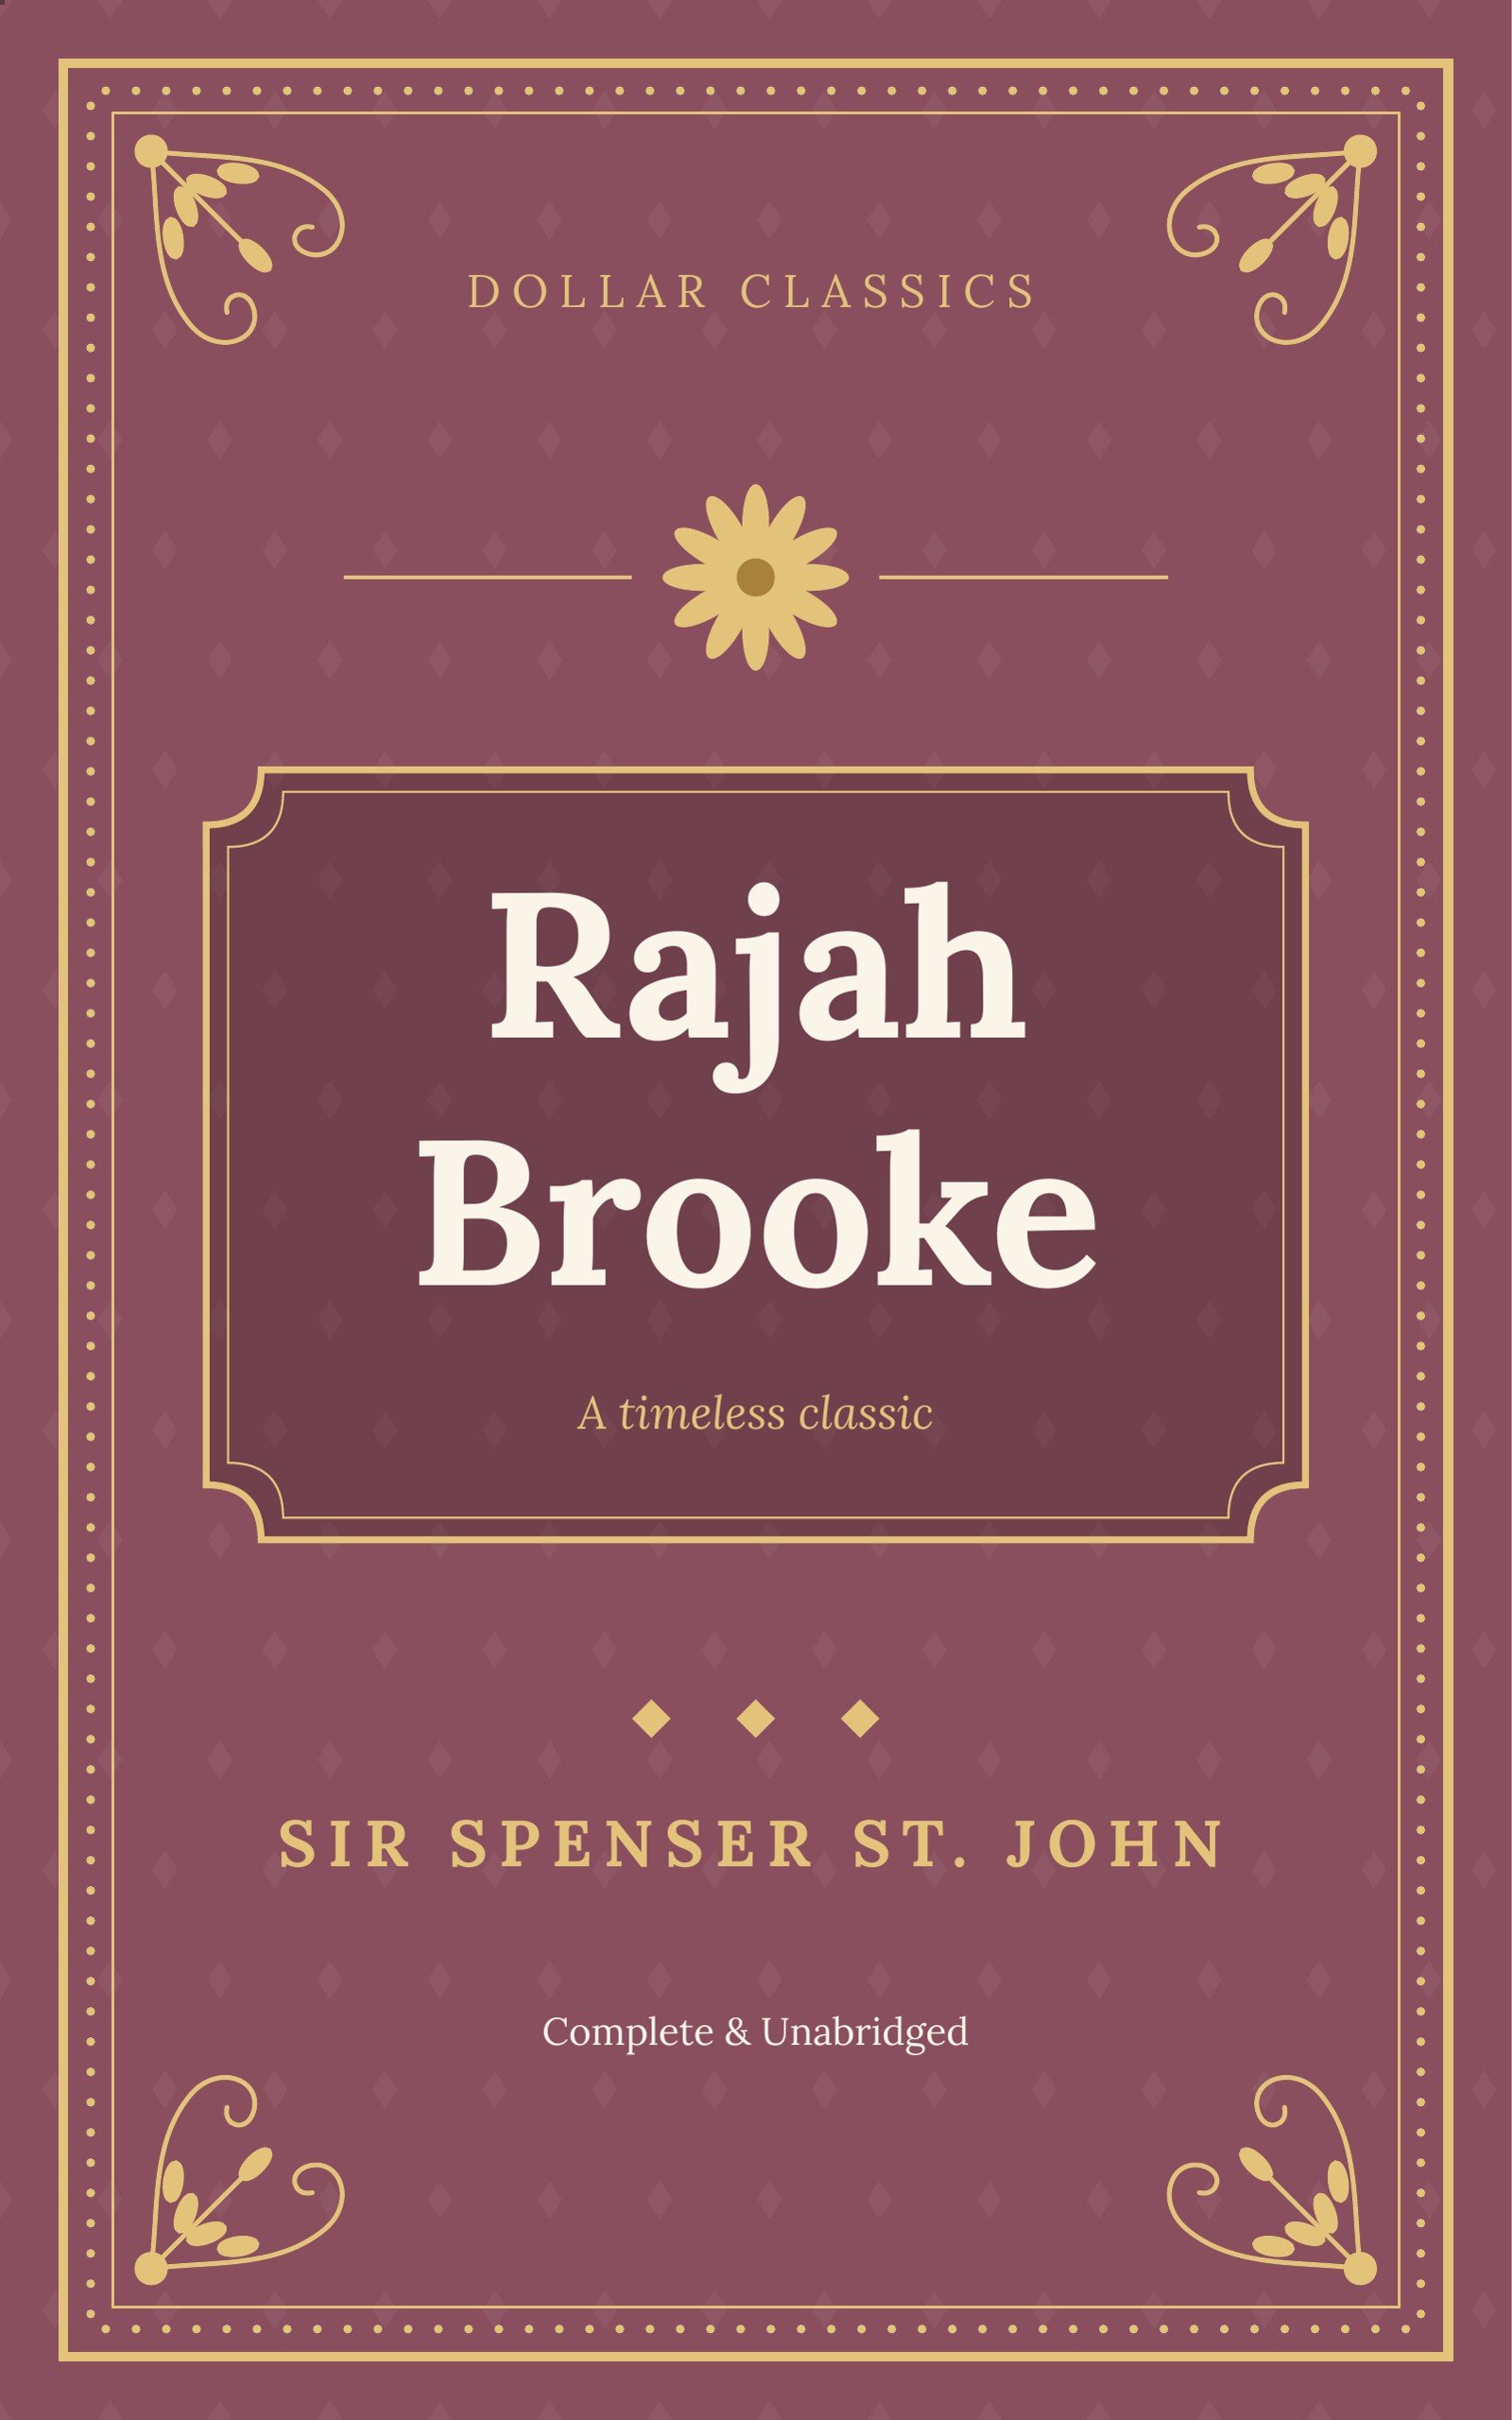 DOLLAR CLASSICS
Rajah
Brooke
A timeless classic
SIR SPENSER ST. JOHN
Complete & Unabridged